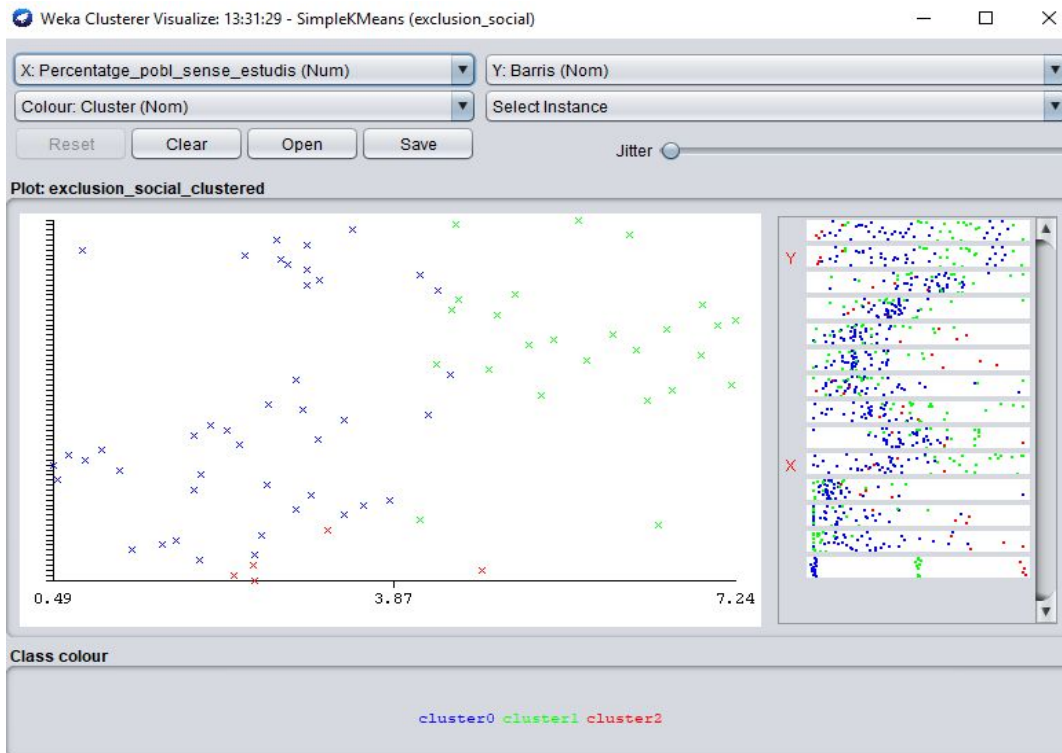 Weka Clusterer Visualize: 13:31:29 - SimpleKMeans (exclusion_social)
X: Percentatge_pobl_sense_estudis (Num) Y: Barris (Nom)
Colour: Cluster (Nom) Select Instance
Reset Clear Open Save Jitter
Plot: exclusion_social_clustered
Y
X
0.49 3.87 7.24
Class colour
cluster0 cluster1 cluster2